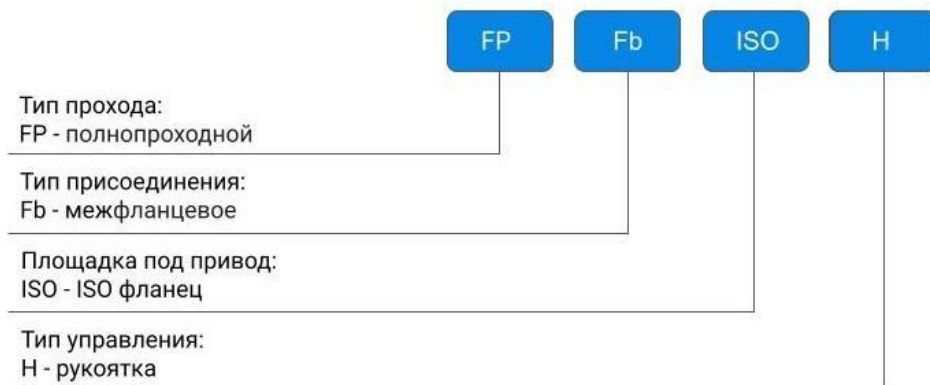 FP Fb ISO H
Тип прохода:
FP - полнопроходной
Тип присоединения:
Fb - межфланцевое
Площадка под привод:
ISO - ISO фланец
Тип управления:
H - рукоятка